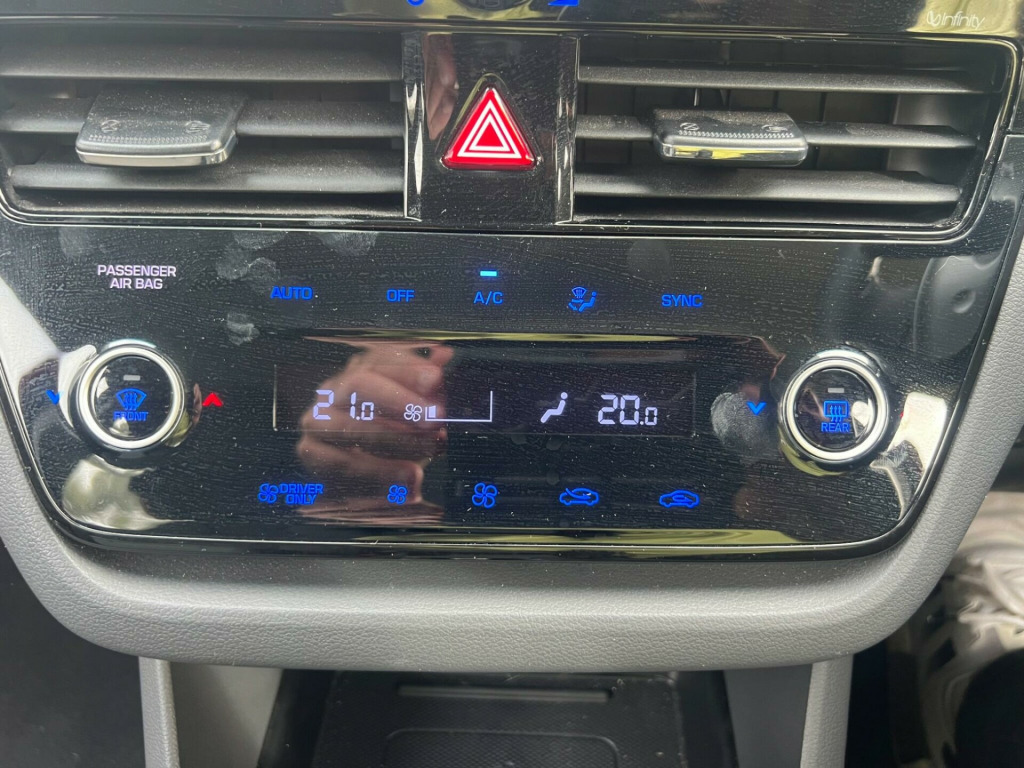 Infinity
PASSENGER
AIR BAG
AUTO OFF A/C SYNC
FRONT
21.0
20.0
REAR
DRIVER
ONLY